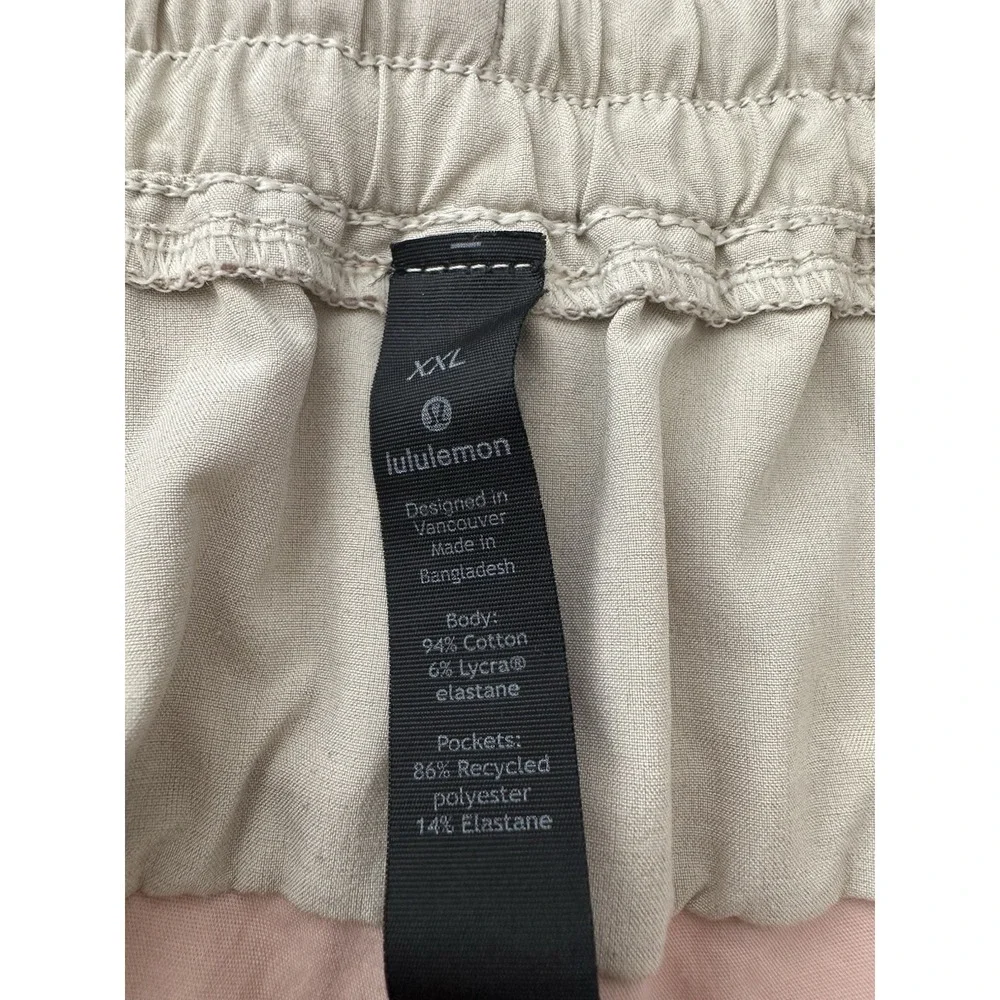 XXL
lululemon
Designed in
Vancouver
Made in
Bangladesh
Body:
94% Cotton
6% Lycra®
elastane
Pockets:
86% Recycled
polyester
14% Elastane